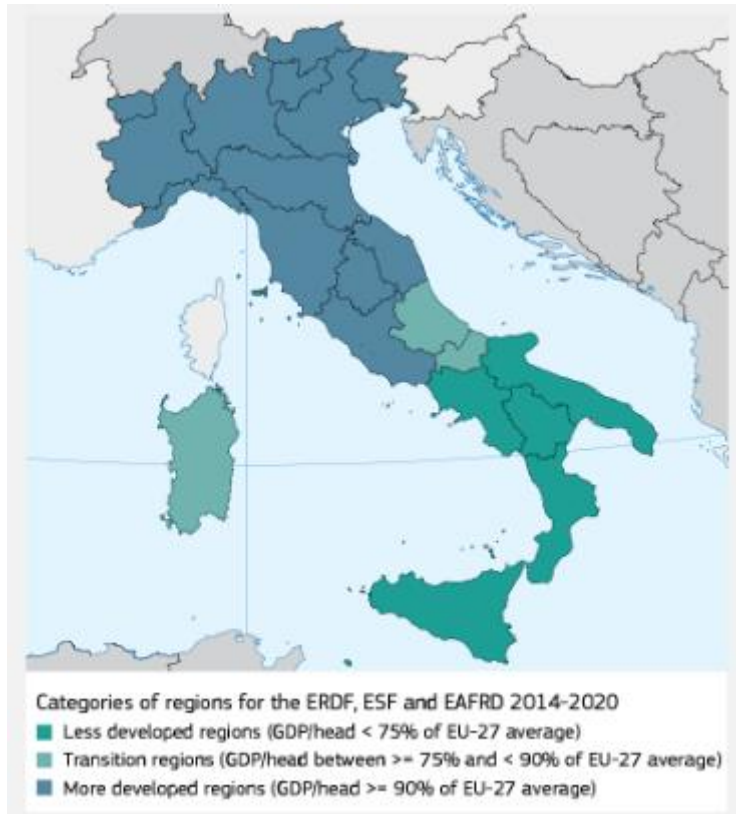 Categories of regions for the ERDF, ESF and EAFRD 2014-2020
Less developed regions (GDP/head < 75% of EU-27 average)
Transition regions (GDP/head between >= 75% and < 90% of EU-27 average)
More developed regions (GDP/head >= 90% of EU-27 average)